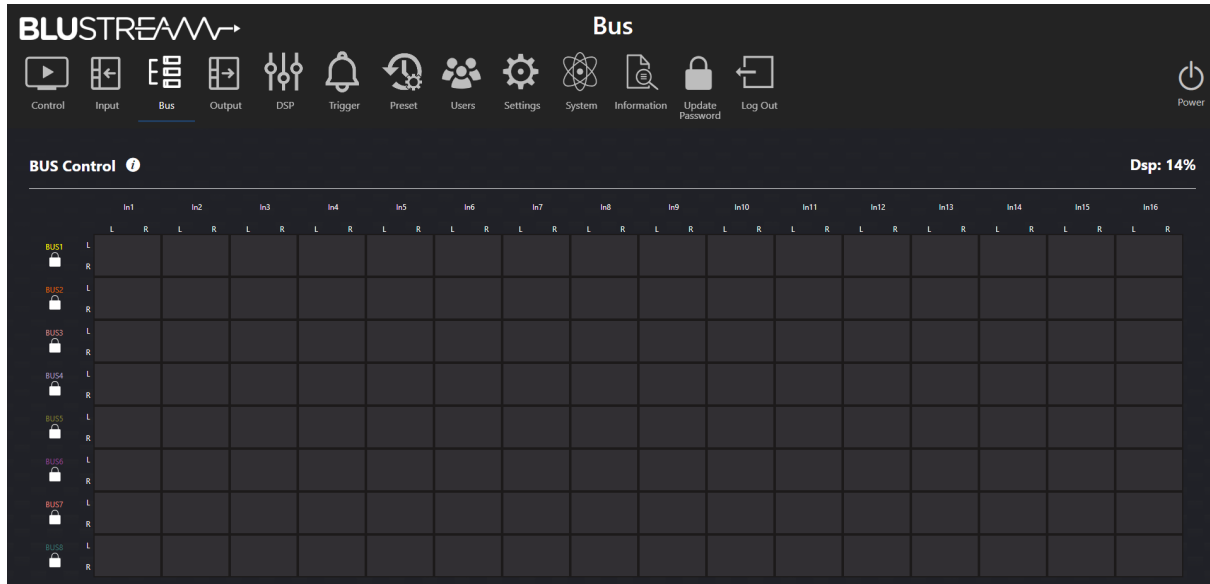 BLUSTREAM
Bus
Control Input Bus Output DSP Trigger Preset Users Settings System Information Update Password Log Out Power
BUS Control i Dsp: 14%
In1 In2 In3 In4 In5 In6 In7 In8 In9 In10 In11 In12 In13 In14 In15 In16
L R L R L R L R L R L R L R L R L R L R L R L R L R L R L R L R
BUS1 L
R
BUS2 L
R
BUS3 L
R
BUS4 L
R
BUS5 L
R
BUS6 L
R
BUS7 L
R
BUS8 L
R